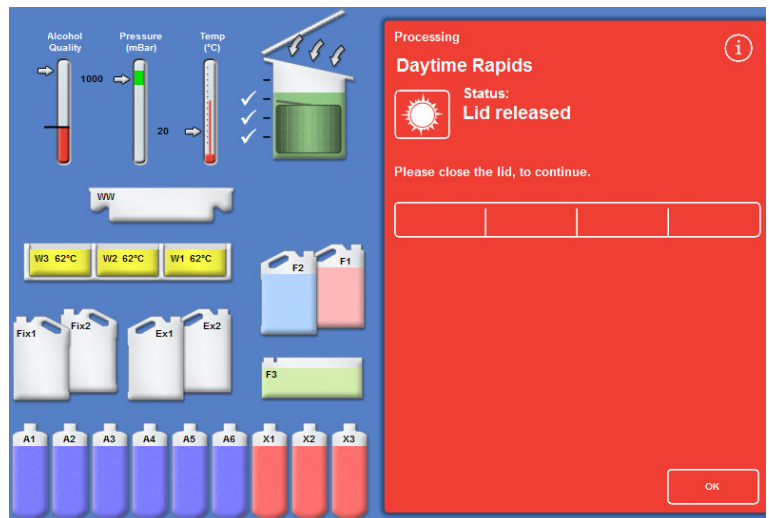 Alcohol
Quality
Pressure
(mBar)
Temp
(°C)
1000
20
WW
W3 62°C
W2 62°C
W1 62°C
F2
F1
Fix1
Fix2
Ex1
Ex2
F3
A1
A2
A3
A4
A5
A6
X1
X2
X3
Processing
i
Daytime Rapids
Status:
Lid released
Please close the lid, to continue.
OK